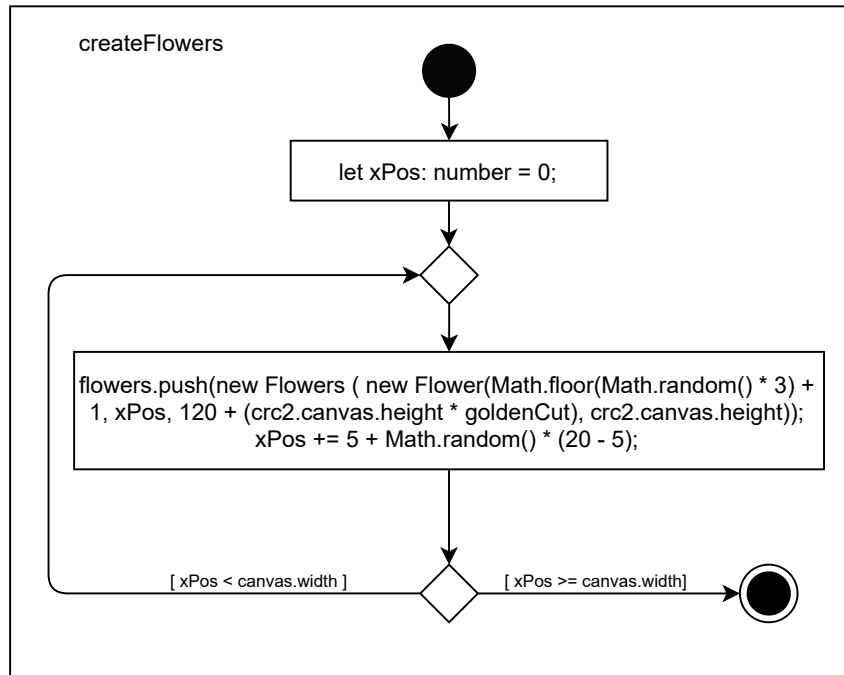 createFlowers
let xPos: number = 0;
flowers.push(new Flowers ( new Flower(Math.floor(Math.random() * 3) +
1, xPos, 120 + (crc2.canvas.height * goldenCut), crc2.canvas.height));
xPos += 5 + Math.random() * (20 - 5);
[ xPos < canvas.width ]
[ xPos >= canvas.width]